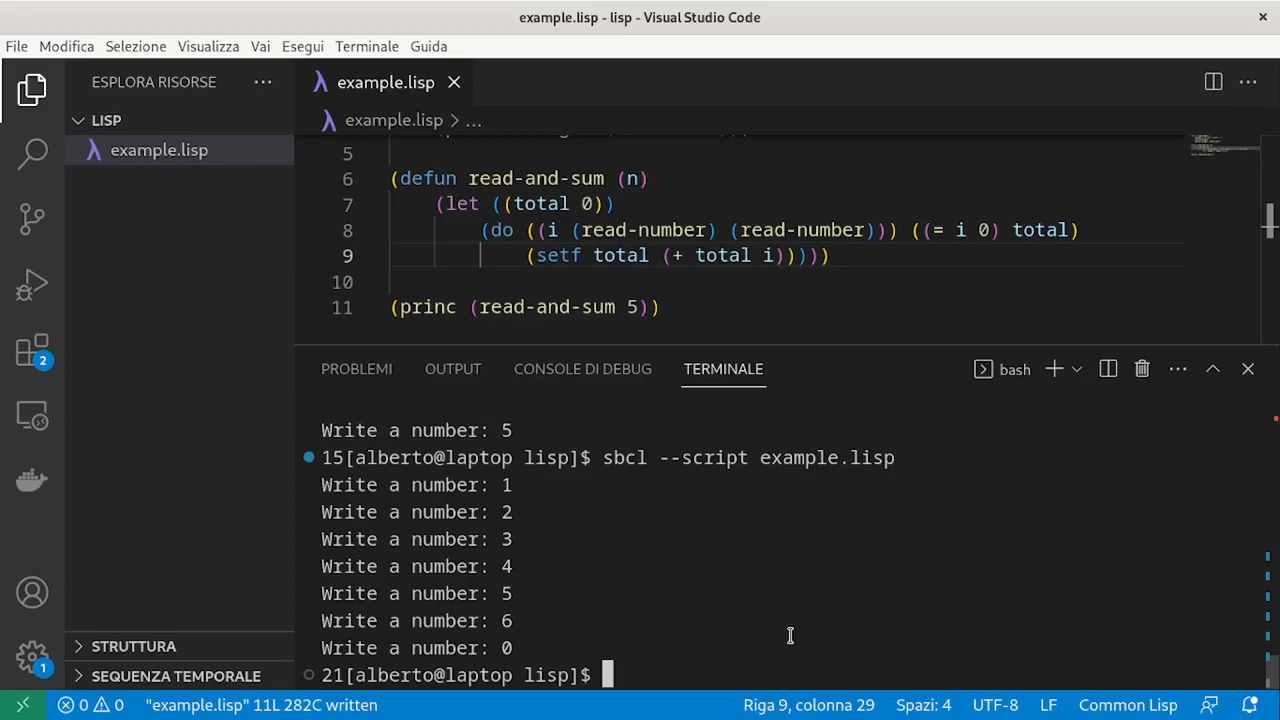 example.lisp - lisp - Visual Studio Code
File Modifica Selezione Visualizza Vai Esegui Terminale Guida
ESPLORA RISORSE
LISP
example.lisp
STRUTTURA
SEQUENZA TEMPORALE
example.lisp
example.lisp > ...
5
6 (defun read-and-sum (n)
7 (let ((total 0))
8 (do ((i (read-number) (read-number))) ((= i 0) total)
9 (setf total (+ total i)))))
10
11 (princ (read-and-sum 5))
PROBLEMI OUTPUT CONSOLE DI DEBUG TERMINALE
bash
Write a number: 5
15[alberto@laptop lisp]$ sbcl --script example.lisp
Write a number: 1
Write a number: 2
Write a number: 3
Write a number: 4
Write a number: 5
Write a number: 6
Write a number: 0
21[alberto@laptop lisp]$
2
1
0 0 "example.lisp" 11L 282C written
Riga 9, colonna 29 Spazi: 4 UTF-8 LF Common Lisp